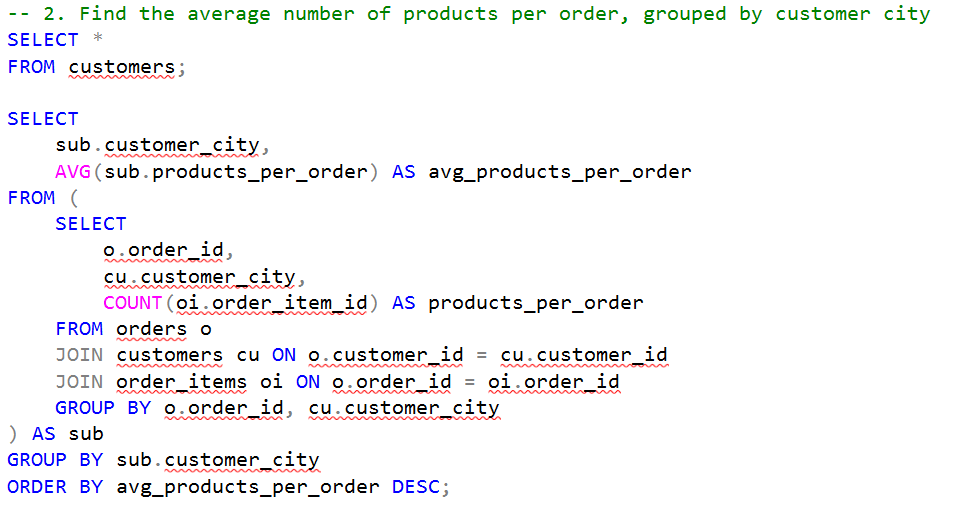 -- 2. Find the average number of products per order, grouped by customer city
SELECT *
FROM customers;

SELECT
    sub.customer_city,
    AVG(sub.products_per_order) AS avg_products_per_order
FROM (
    SELECT
        o.order_id,
        cu.customer_city,
        COUNT(oi.order_item_id) AS products_per_order
    FROM orders o
    JOIN customers cu ON o.customer_id = cu.customer_id
    JOIN order_items oi ON o.order_id = oi.order_id
    GROUP BY o.order_id, cu.customer_city
) AS sub
GROUP BY sub.customer_city
ORDER BY avg_products_per_order DESC;